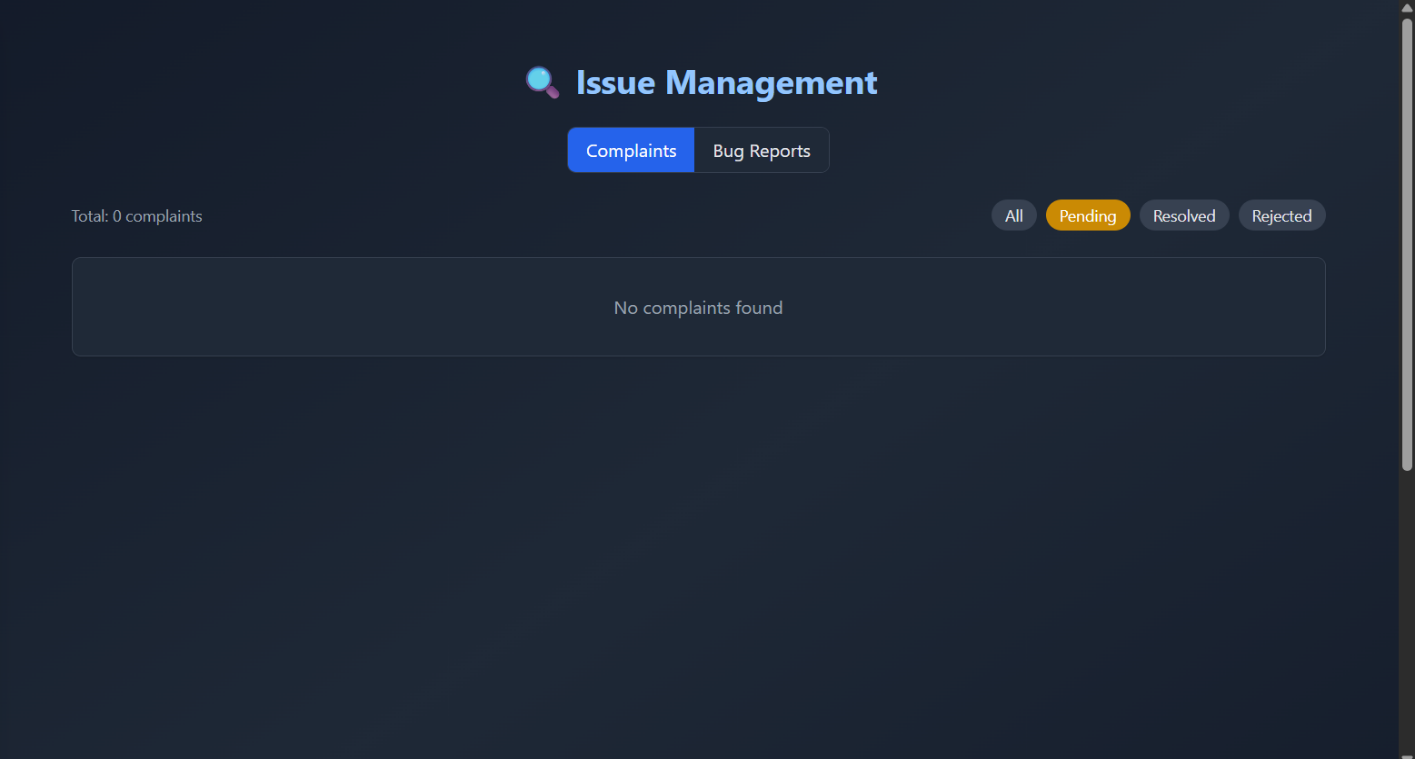 Issue Management
Complaints Bug Reports
Total: 0 complaints All Pending Resolved Rejected
No complaints found